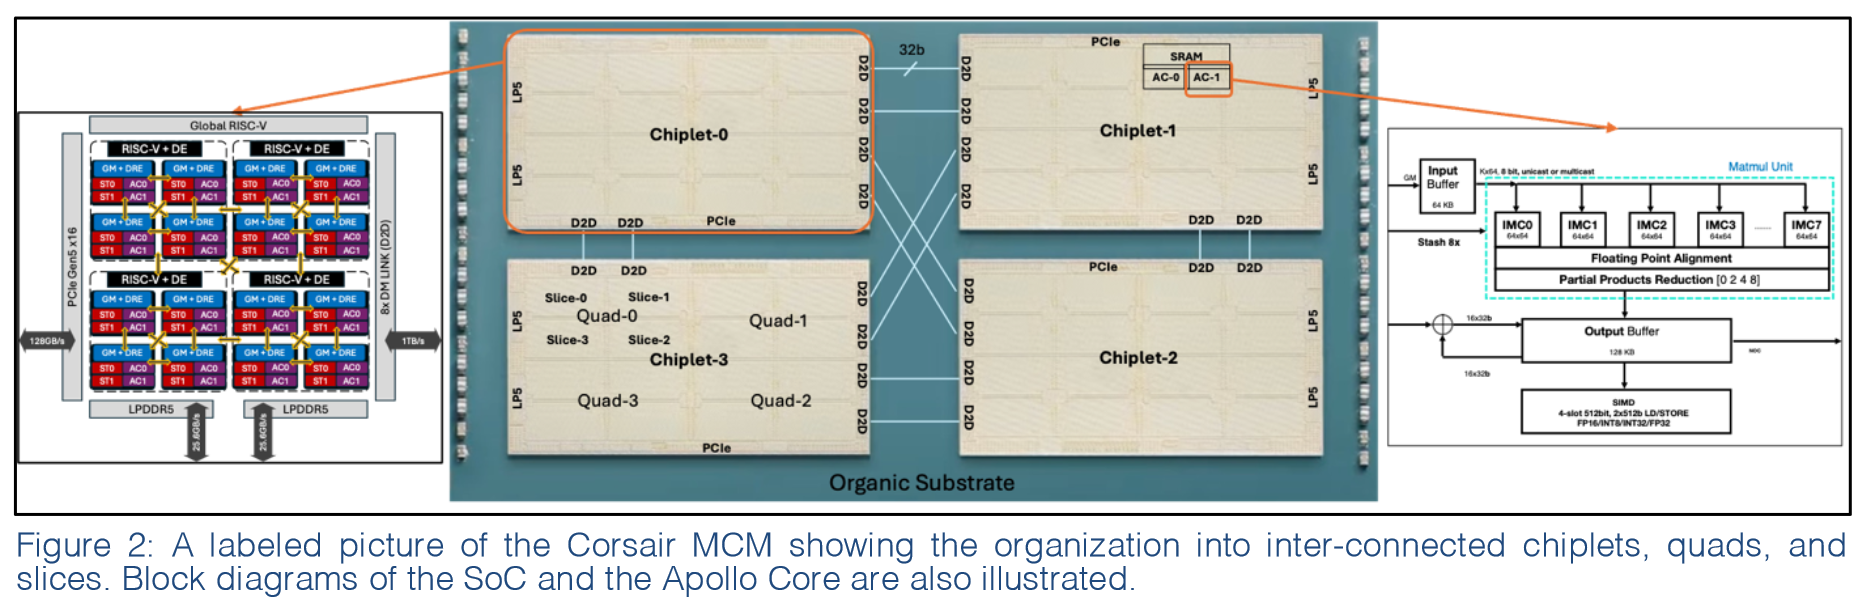 Global RISC-V
PCIe Gen5 x16
128GB/s
RISC-V + DE RISC-V + DE
GM + DRE GM + DRE GM + DRE GM + DRE
ST0 AC0 ST0 AC0 ST0 AC0 ST0 AC0
ST1 AC1 ST1 AC1 ST1 AC1 ST1 AC1
GM + DRE GM + DRE GM + DRE GM + DRE
ST0 AC0 ST0 AC0 ST0 AC0 ST0 AC0
ST1 AC1 ST1 AC1 ST1 AC1 ST1 AC1
RISC-V + DE RISC-V + DE
GM + DRE GM + DRE GM + DRE GM + DRE
ST0 AC0 ST0 AC0 ST0 AC0 ST0 AC0
ST1 AC1 ST1 AC1 ST1 AC1 ST1 AC1
GM + DRE GM + DRE GM + DRE GM + DRE
ST0 AC0 ST0 AC0 ST0 AC0 ST0 AC0
ST1 AC1 ST1 AC1 ST1 AC1 ST1 AC1
8x DM LINK (D2D)
1TB/s
LPDDR5 LPDDR5
25.6GB/s 25.6GB/s
LP5
LP5
Chiplet-0
D2D
D2D
D2D
D2D
D2D D2D PCIe
32b
PCIe
SRAM
AC-0 AC-1
D2D
D2D
D2D
D2D
Chiplet-1
LP5
LP5
D2D D2D
D2D D2D
Slice-0 Slice-1
Quad-0
Slice-3 Slice-2
Quad-1
Chiplet-3
Quad-3 Quad-2
LP5
LP5
D2D
D2D
D2D
D2D
PCIe
PCIe D2D D2D
D2D
D2D
D2D
D2D
Chiplet-2
LP5
LP5
Organic Substrate
GM
Input
Buffer
64 KB
Kx64, 8 bit, unicast or multicast
Matmul Unit
Stash 8x
IMC0 IMC1 IMC2 IMC3 ........ IMC7
64x64 64x64 64x64 64x64 64x64
Floating Point Alignment
Partial Products Reduction [0 2 4 8]
16x32b
16x32b
Output Buffer
128 KB
NOC
SIMD
4-slot 512bit, 2x512b LD/STORE
FP16/INT8/INT32/FP32
Figure 2: A labeled picture of the Corsair MCM showing the organization into inter-connected chiplets, quads, and
slices. Block diagrams of the SoC and the Apollo Core are also illustrated.